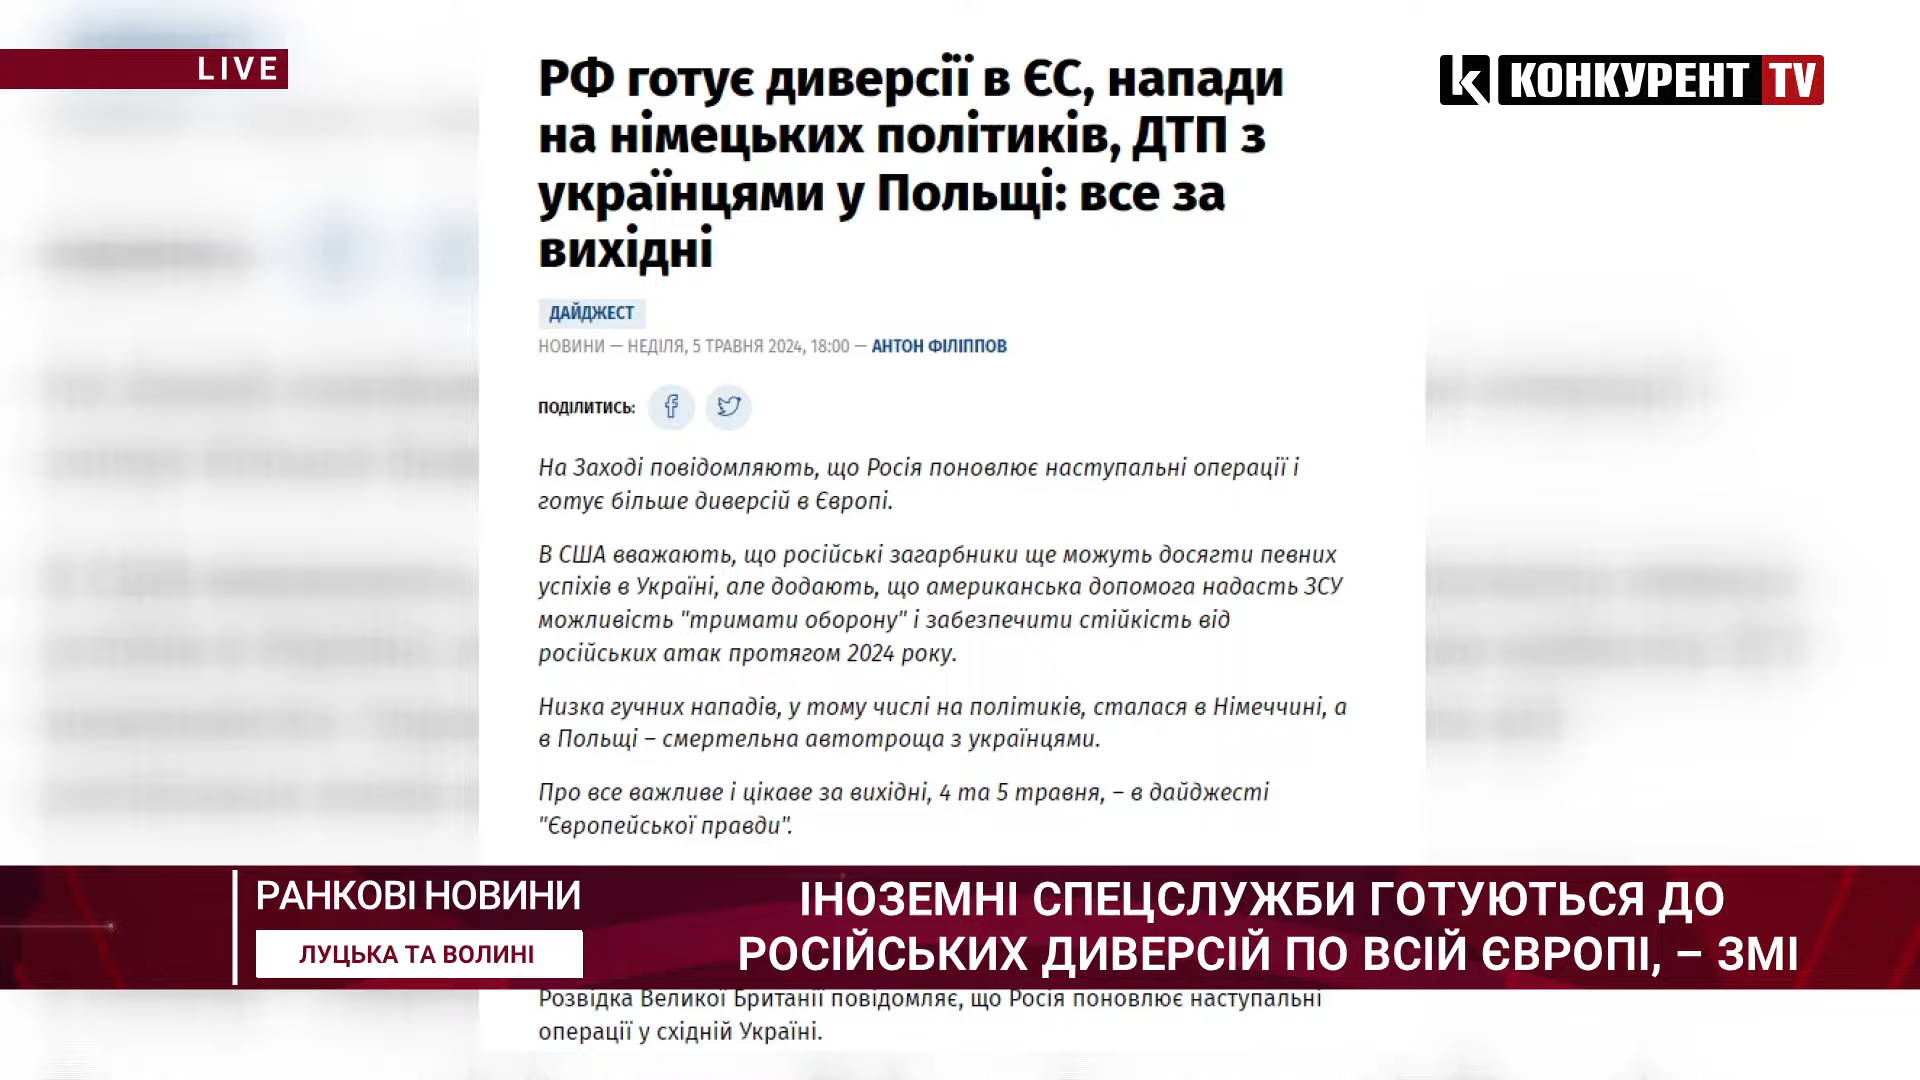 LIVE
КОНКУРЕНТ TV
РФ готує диверсії в ЄС, напади
на німецьких політиків, ДТП з
українцями у Польщі: все за
вихідні
ДАЙДЖЕСТ
НОВИНИ — НЕДІЛЯ, 5 ТРАВНЯ 2024, 18:00 — АНТОН ФІЛІППОВ
ПОДІЛИТИСЬ:
На Заході повідомляють, що Росія поновлює наступальні операції і
готує більше диверсій в Європі.
В США вважають, що російські загарбники ще можуть досягти певних
успіхів в Україні, але додають, що американська допомога надасть ЗСУ
можливість "тримати оборону" і забезпечити стійкість від
російських атак протягом 2024 року.
Низка гучних нападів, у тому числі на політиків, сталася в Німеччині, а
в Польщі – смертельна автотроща з українцями.
Про все важливе і цікаве за вихідні, 4 та 5 травня, – в дайджесті
"Європейської правди".
РАНКОВІ НОВИНИ
ЛУЦЬКА ТА ВОЛИНІ
ІНОЗЕМНІ СПЕЦСЛУЖБИ ГОТУЮТЬСЯ ДО
РОСІЙСЬКИХ ДИВЕРСІЙ ПО ВСІЙ ЄВРОПІ, – ЗМІ
Розвідка Великої Британії повідомляє, що Росія поновлює наступальні
операції у східній Україні.